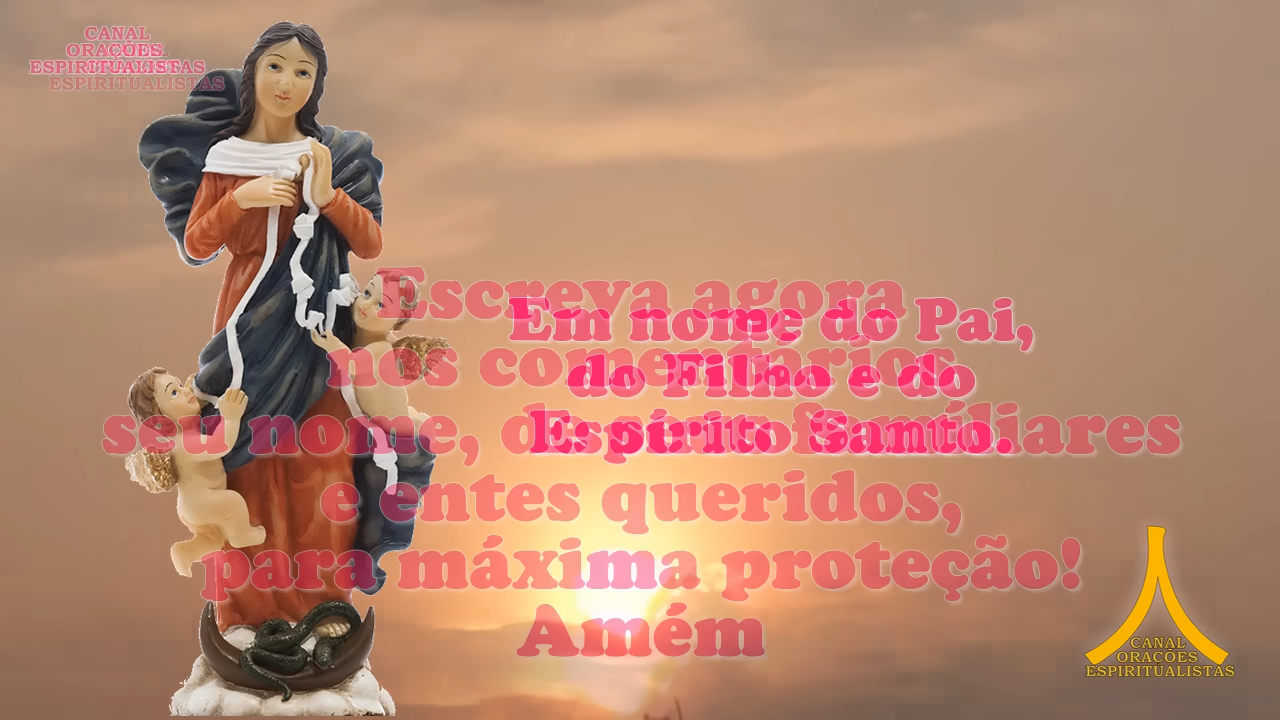 CANAL
ORAÇÕES
ESPIRITUALISTAS
ESPIRITUALISTAS
Escreva agora
nos comentários
seu nome, de seus familiares
e entes queridos,
para máxima proteção!
Amém
Em nome do Pai,
do Filho e do
Espírito Santo.
CANAL
ORAÇÕES
ESPIRITUALISTAS